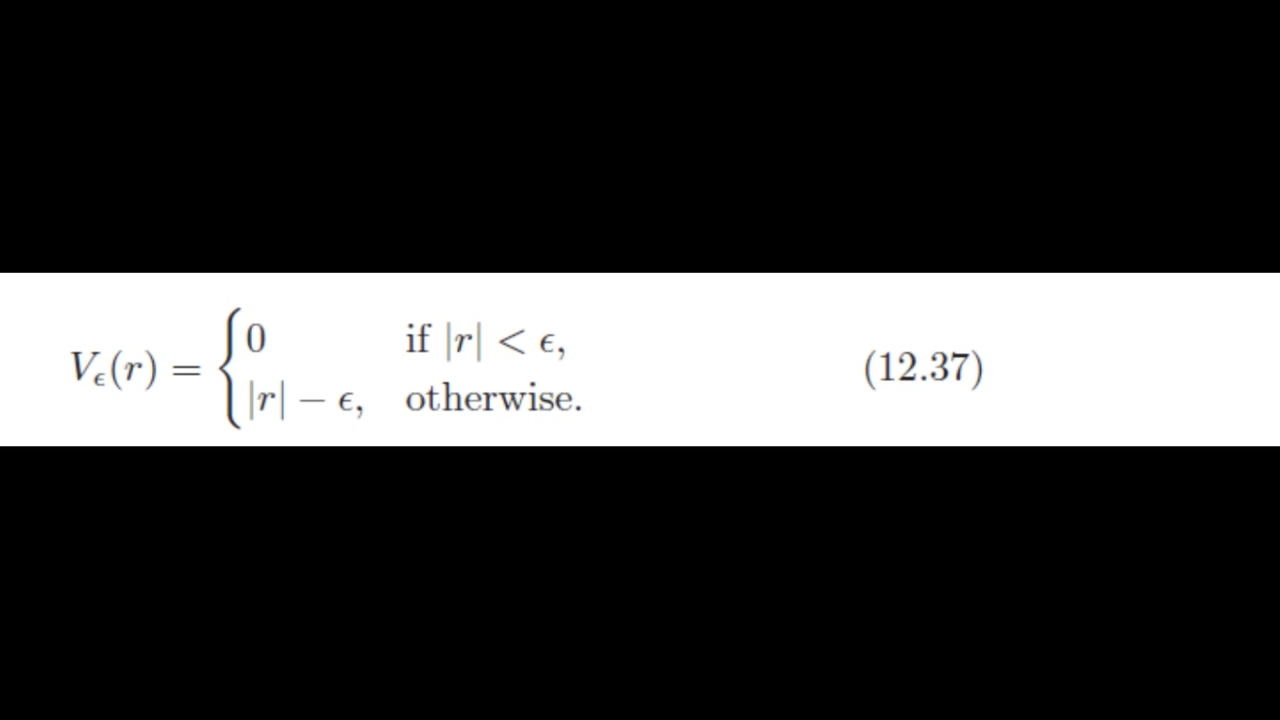 V_ϵ(r) = { 0 if |r| < ϵ,
|r| − ϵ, otherwise. (12.37)